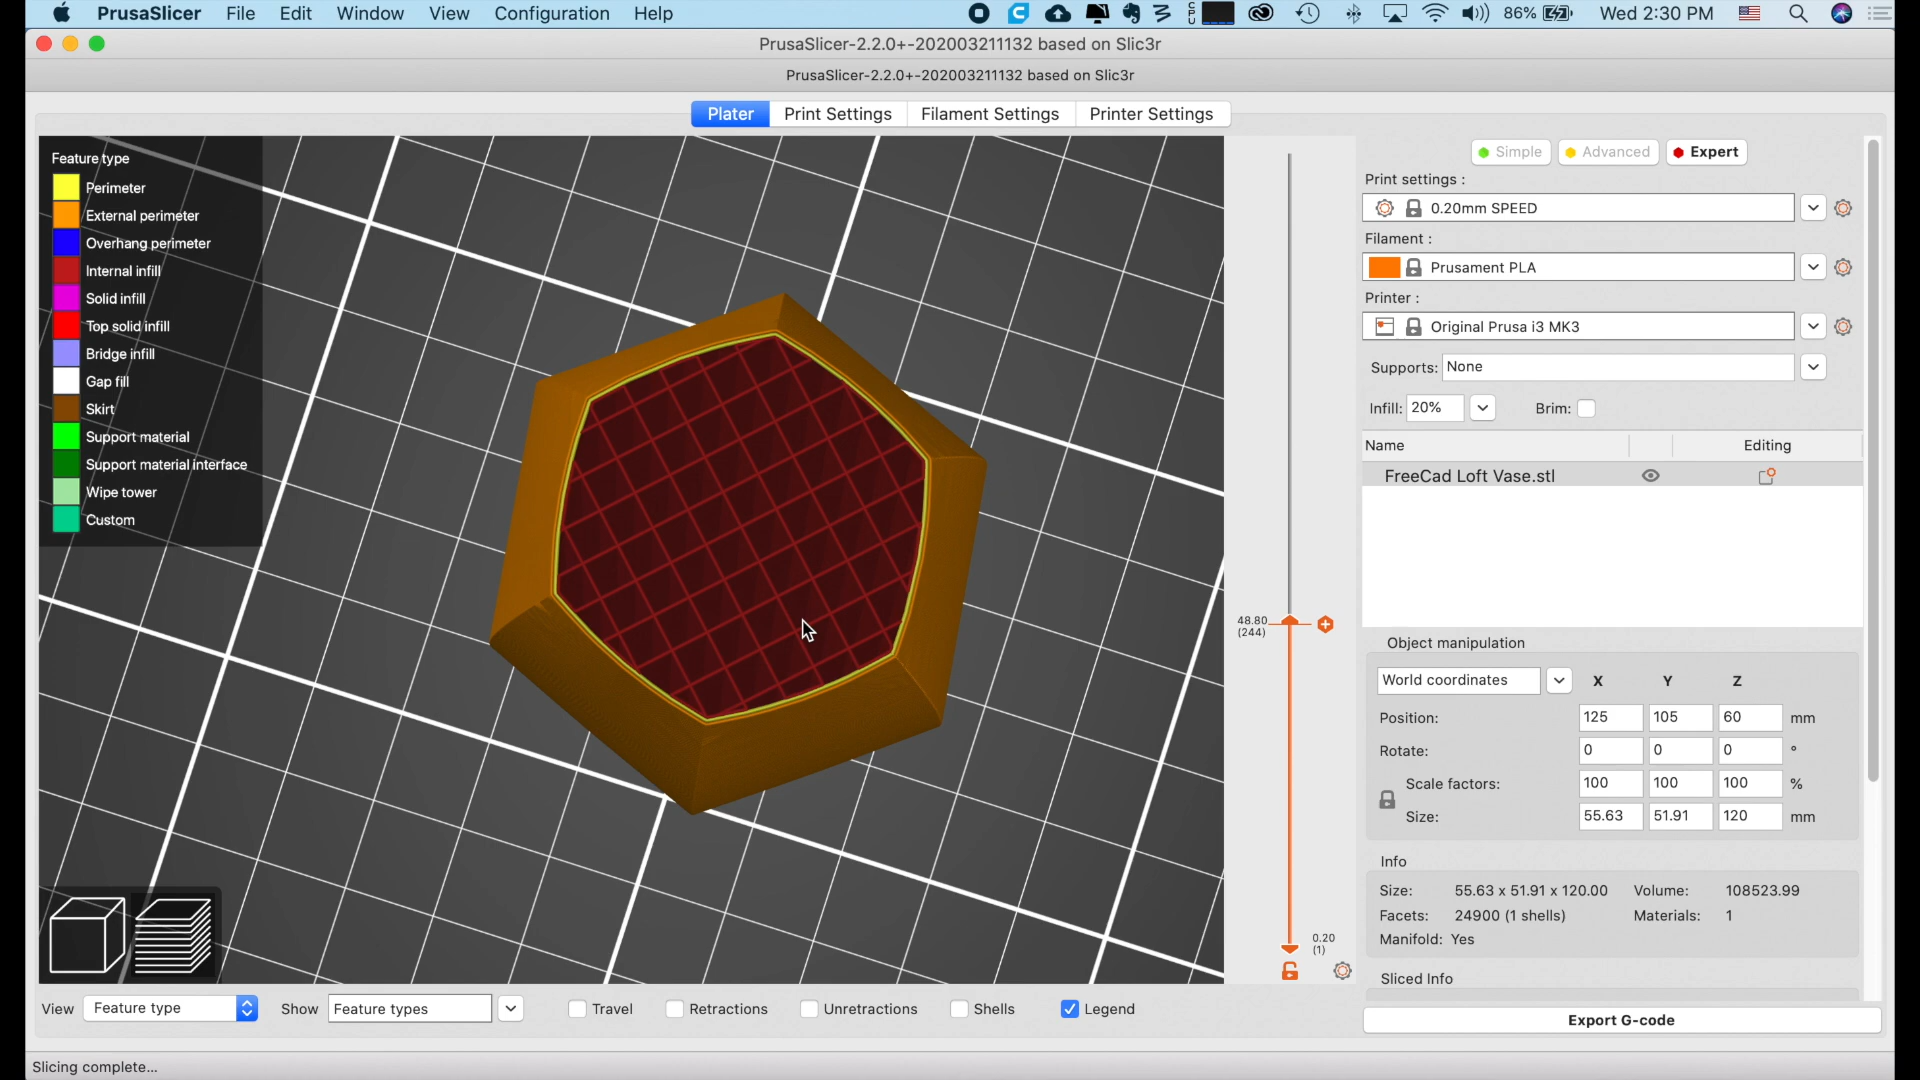 PrusaSlicer File Edit Window View Configuration Help
CPU
86%
Wed 2:30 PM
PrusaSlicer-2.2.0+-202003211132 based on Slic3r
PrusaSlicer-2.2.0+-202003211132 based on Slic3r
Plater Print Settings Filament Settings Printer Settings
Feature type
Perimeter
External perimeter
Overhang perimeter
Internal infill
Solid infill
Top solid infill
Bridge infill
Gap fill
Skirt
Support material
Support material interface
Wipe tower
Custom
48.80
(244)
0.20
(1)
Simple Advanced Expert
Print settings :
0.20mm SPEED
Filament :
Prusament PLA
Printer :
Original Prusa i3 MK3
Supports: None
Infill: 20% Brim:
Name Editing
FreeCad Loft Vase.stl
Object manipulation
World coordinates X Y Z
Position: 125 105 60 mm
Rotate: 0 0 0 °
Scale factors: 100 100 100 %
Size: 55.63 51.91 120 mm
Info
Size: 55.63 x 51.91 x 120.00 Volume: 108523.99
Facets: 24900 (1 shells) Materials: 1
Manifold: Yes
Sliced Info
Export G-code
View Feature type Show Feature types Travel Retractions Unretractions Shells Legend
Slicing complete...